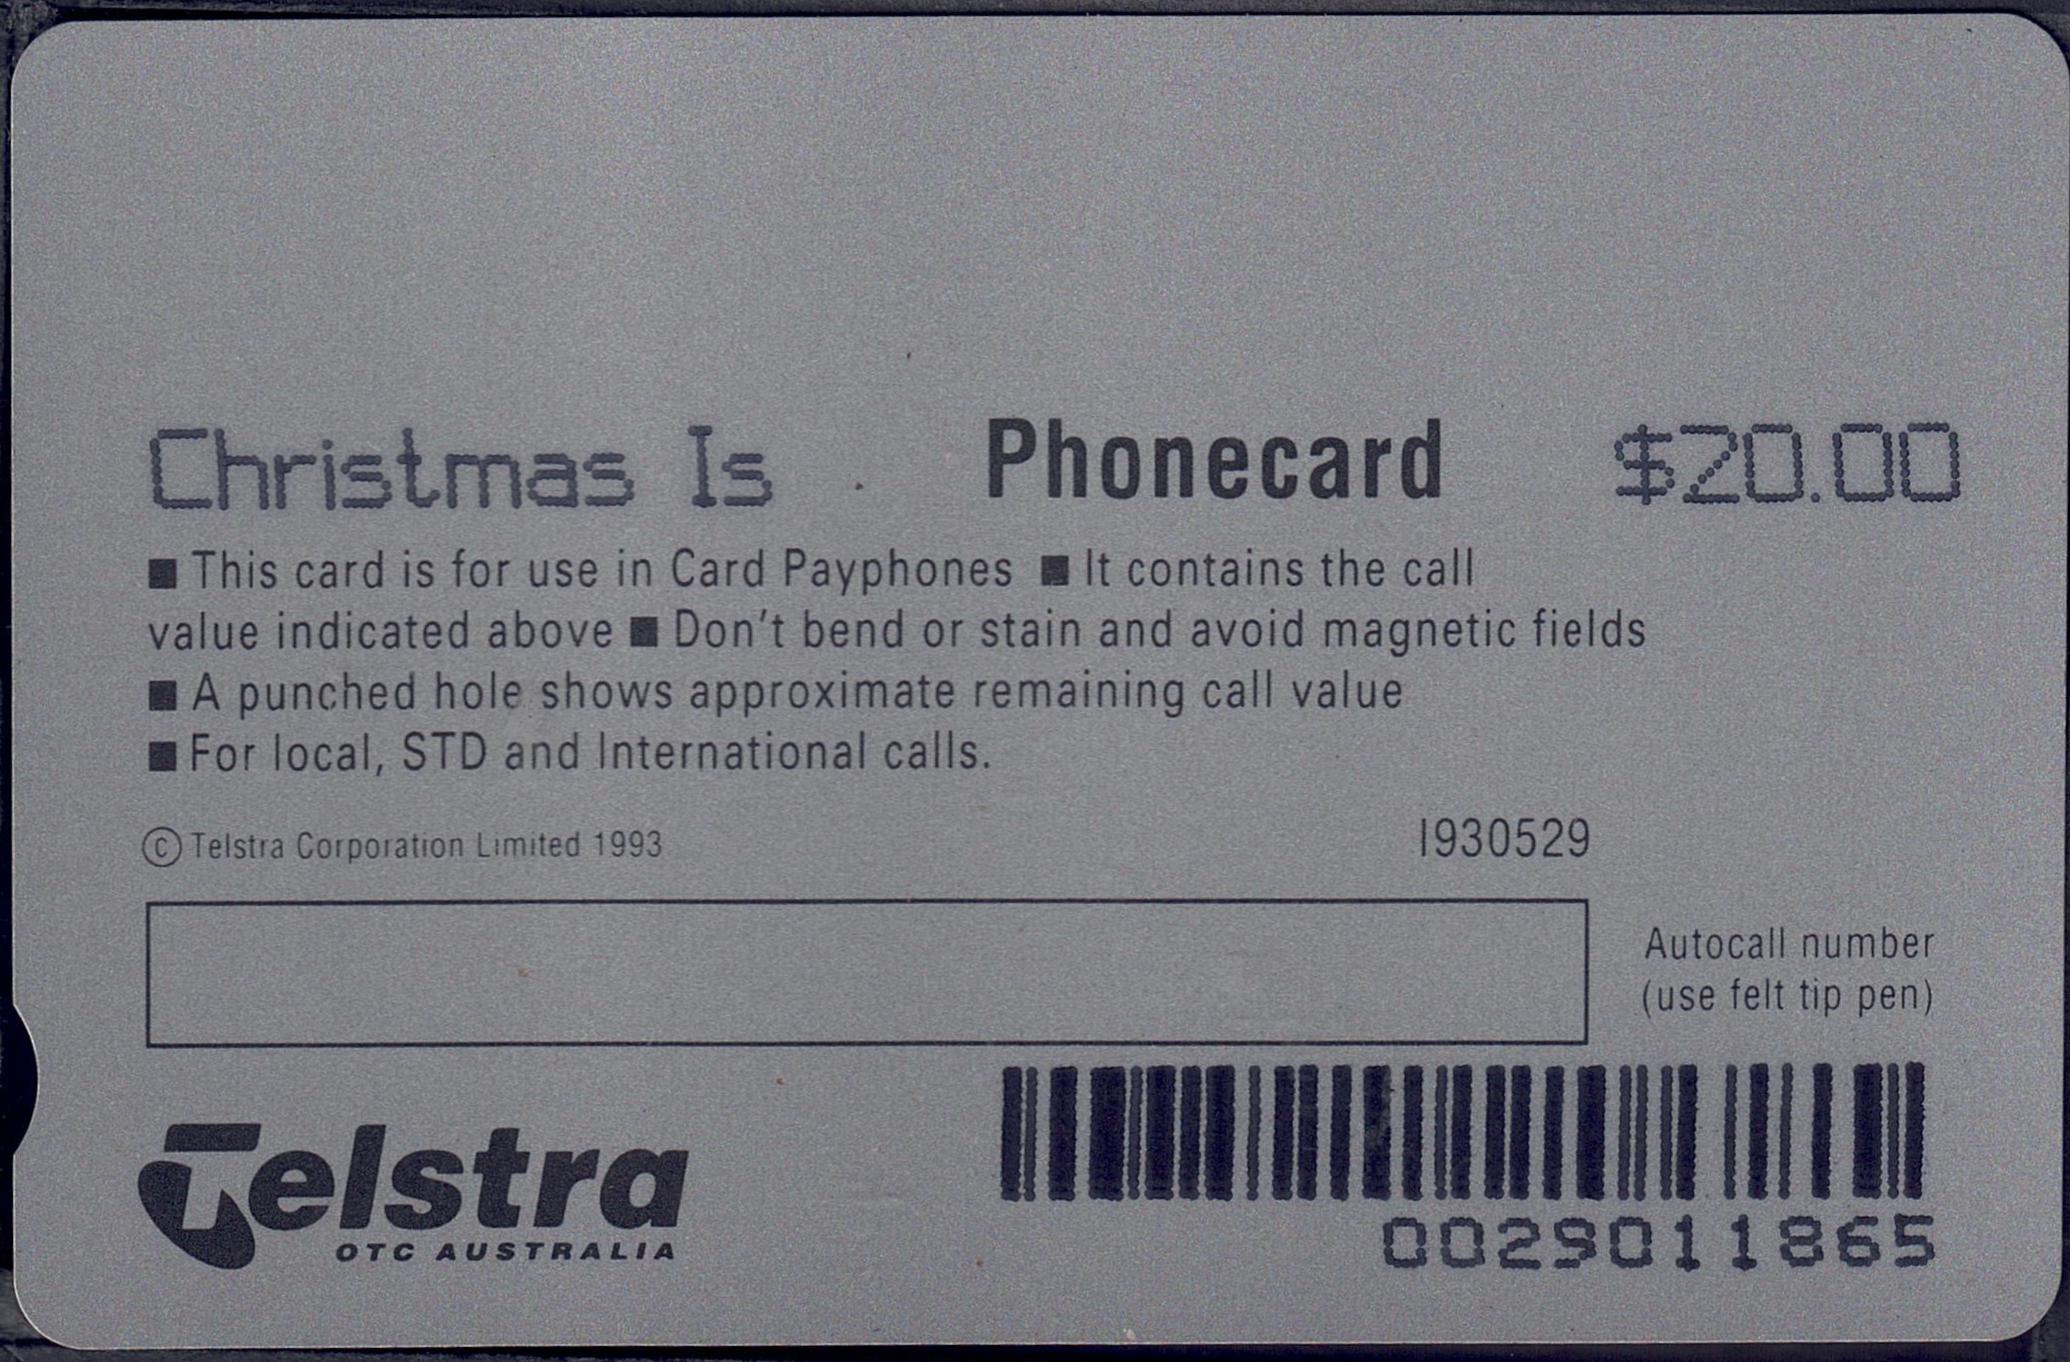 Christmas Is . Phonecard $20.00
■ This card is for use in Card Payphones ■ It contains the call
value indicated above ■ Don't bend or stain and avoid magnetic fields
■ A punched hole shows approximate remaining call value
■ For local, STD and International calls.
© Telstra Corporation Limited 1993 I930529
Autocall number
(use felt tip pen)
Telstra
OTC AUSTRALIA
0029011865